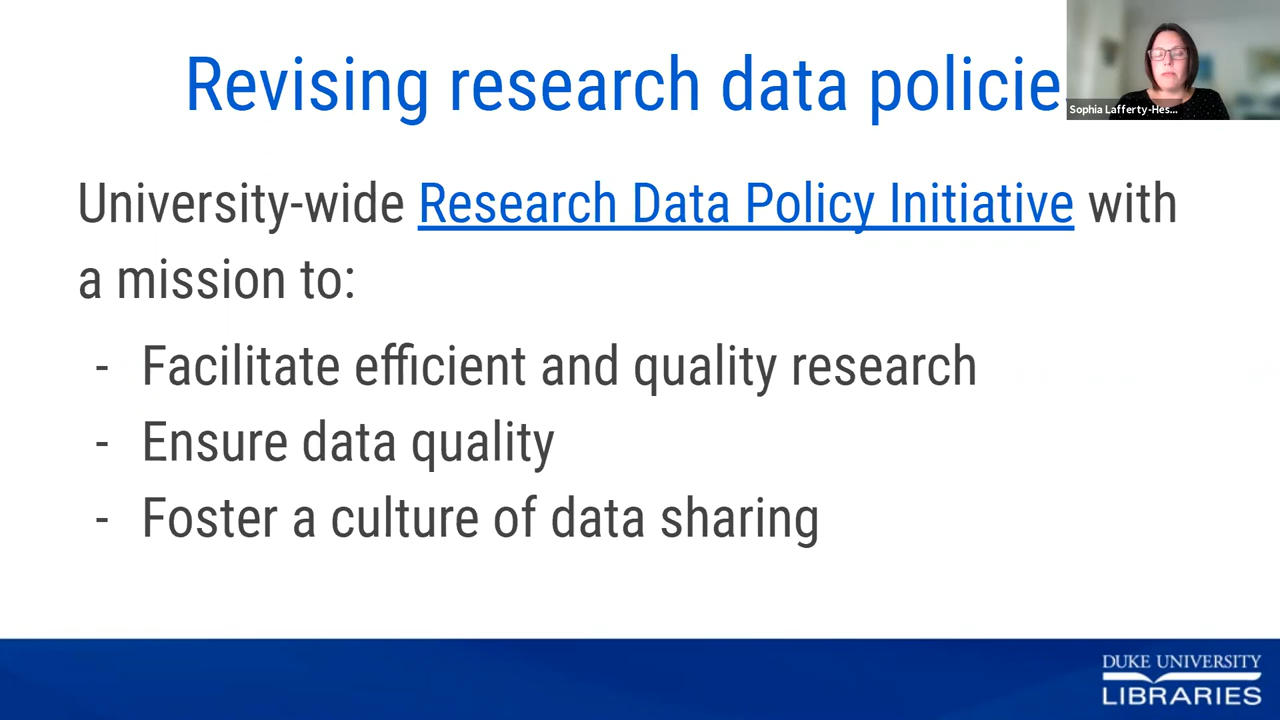 Revising research data policie
Sophia Lafferty-Hes...
University-wide Research Data Policy Initiative with
a mission to:
- Facilitate efficient and quality research
- Ensure data quality
- Foster a culture of data sharing
DUKE UNIVERSITY
LIBRARIES